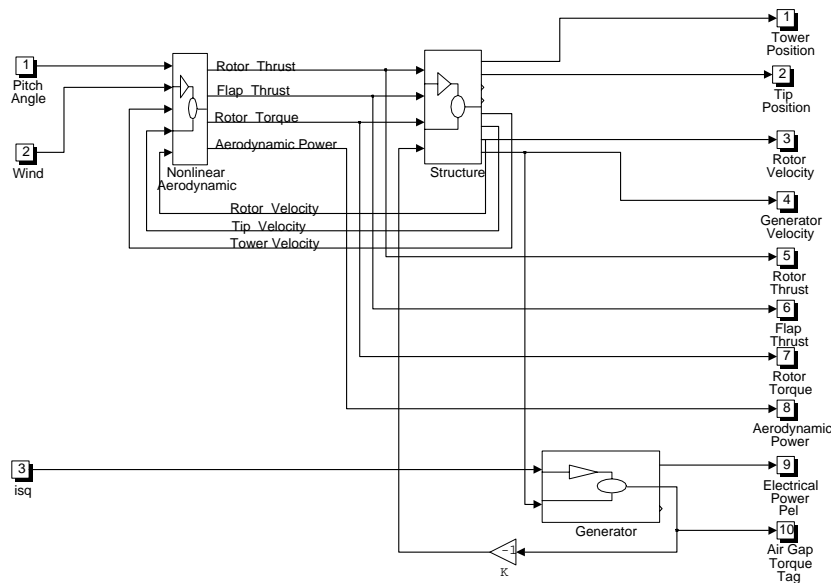 1
Pitch
Angle
2
Wind
3
isq
Nonlinear
Aerodynamic
Rotor Thrust
Flap Thrust
Rotor Torque
Aerodynamic Power
Rotor Velocity
Tip Velocity
Tower Velocity
Structure
Generator
-1
K
1
Tower
Position
2
Tip
Position
3
Rotor
Velocity
4
Generator
Velocity
5
Rotor
Thrust
6
Flap
Thrust
7
Rotor
Torque
8
Aerodynamic
Power
9
Electrical
Power
Pel
10
Air Gap
Torque
Tag